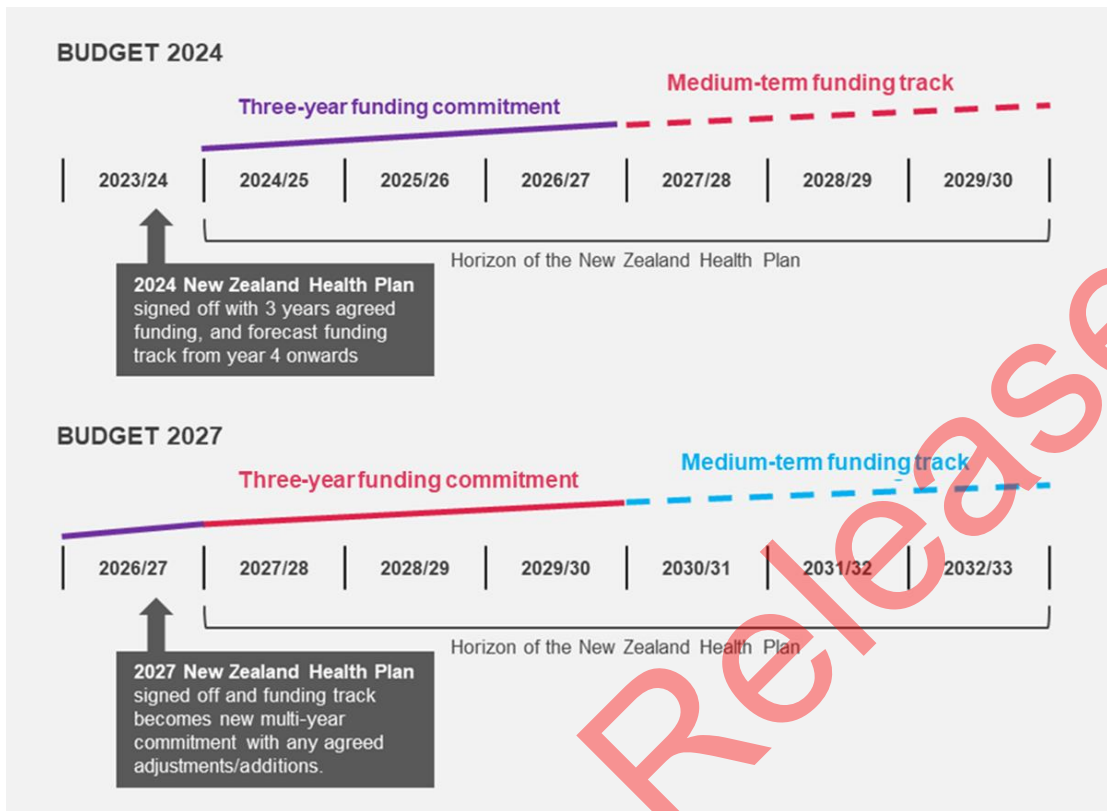 BUDGET 2024
Medium-term funding track
Three-year funding commitment
2023/24
2024/25
2025/26
2026/27
2027/28
2028/29
2029/30
Horizon of the New Zealand Health Plan
2024 New Zealand Health Plan
signed off with 3 years agreed
funding, and forecast funding
track from year 4 onwards
BUDGET 2027
Medium-term funding track
Three-year funding commitment
2026/27
2027/28
2028/29
2029/30
2030/31
2031/32
2032/33
Horizon of the New Zealand Health Plan
2027 New Zealand Health Plan
signed off and funding track
becomes new multi-year
commitment with any agreed
adjustments/additions.
Release